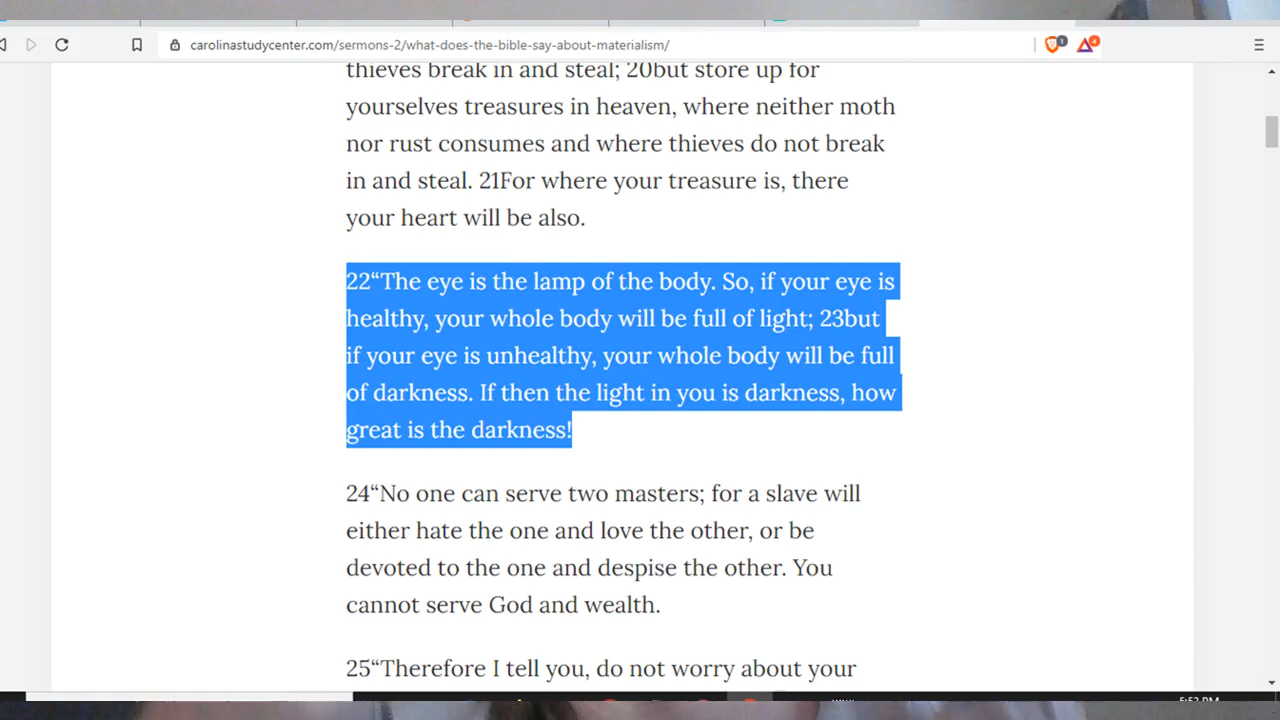 carolinastudycenter.com/sermons-2/what-does-the-bible-say-about-materialism/
1
4
thieves break in and steal; 20but store up for
yourselves treasures in heaven, where neither moth
nor rust consumes and where thieves do not break
in and steal. 21For where your treasure is, there
your heart will be also.
22“The eye is the lamp of the body. So, if your eye is
healthy, your whole body will be full of light; 23but
if your eye is unhealthy, your whole body will be full
of darkness. If then the light in you is darkness, how
great is the darkness!
24“No one can serve two masters; for a slave will
either hate the one and love the other, or be
devoted to the one and despise the other. You
cannot serve God and wealth.
25“Therefore I tell you, do not worry about your